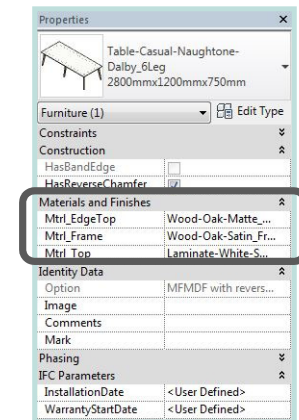 Properties
Table-Casual-Naughtone-
Dalby_6Leg
2800mmx1200mmx750mm
Furniture (1) Edit Type
Constraints
Construction
HasBandEdge
HasReverseChamfer
Materials and Finishes
Mtrl_EdgeTop Wood-Oak-Matte_...
Mtrl_Frame Wood-Oak-Satin_Fr...
Mtrl_Top Laminate-White-S...
Identity Data
Option MFMDF with revers...
Image
Comments
Mark
Phasing
IFC Parameters
InstallationDate <User Defined>
WarrantyStartDate <User Defined>